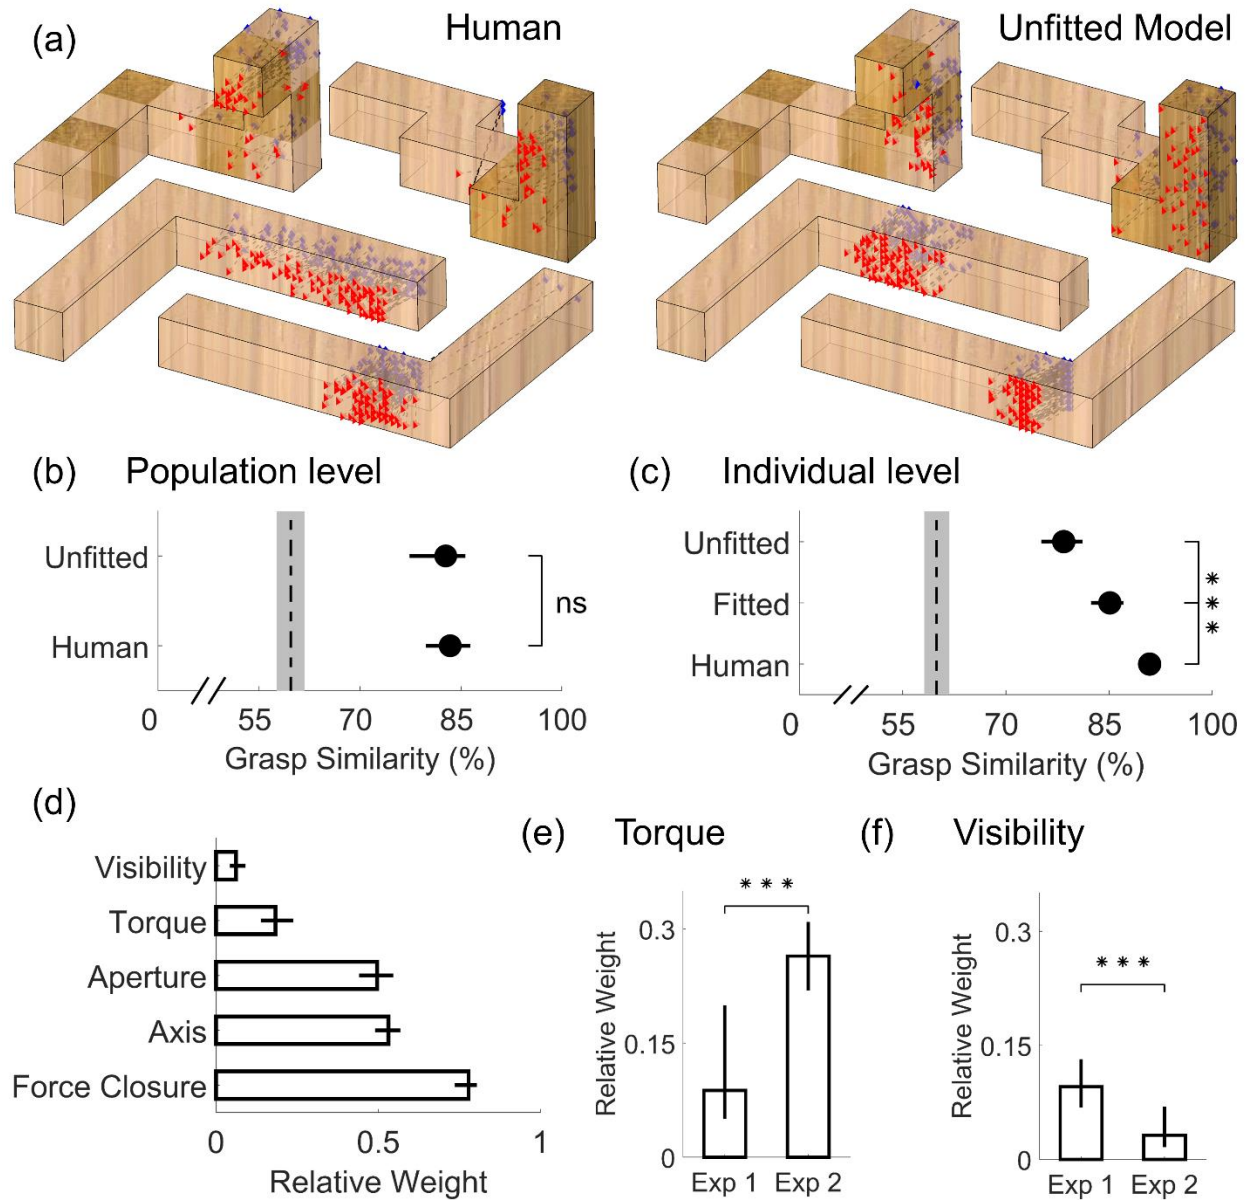 (a)
Human
Unfitted Model
(b) Population level
Unfitted
ns
Human
0 55 70 85 100
Grasp Similarity (%)
(c) Individual level
Unfitted
Fitted
Human
* * *
0 55 70 85 100
Grasp Similarity (%)
(d)
Visibility
Torque
Aperture
Axis
Force Closure
0 0.5 1
Relative Weight
(e) Torque
* * *
Relative Weight
0.3
0.15
0
Exp 1 Exp 2
(f) Visibility
* * *
Relative Weight
0.3
0.15
0
Exp 1 Exp 2